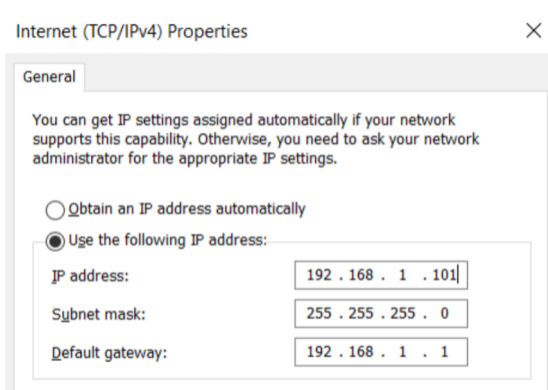 Internet (TCP/IPv4) Properties
General
You can get IP settings assigned automatically if your network
supports this capability. Otherwise, you need to ask your network
administrator for the appropriate IP settings.
Obtain an IP address automatically
Use the following IP address:
IP address: 192 . 168 . 1 . 101
Subnet mask: 255 . 255 . 255 . 0
Default gateway: 192 . 168 . 1 . 1